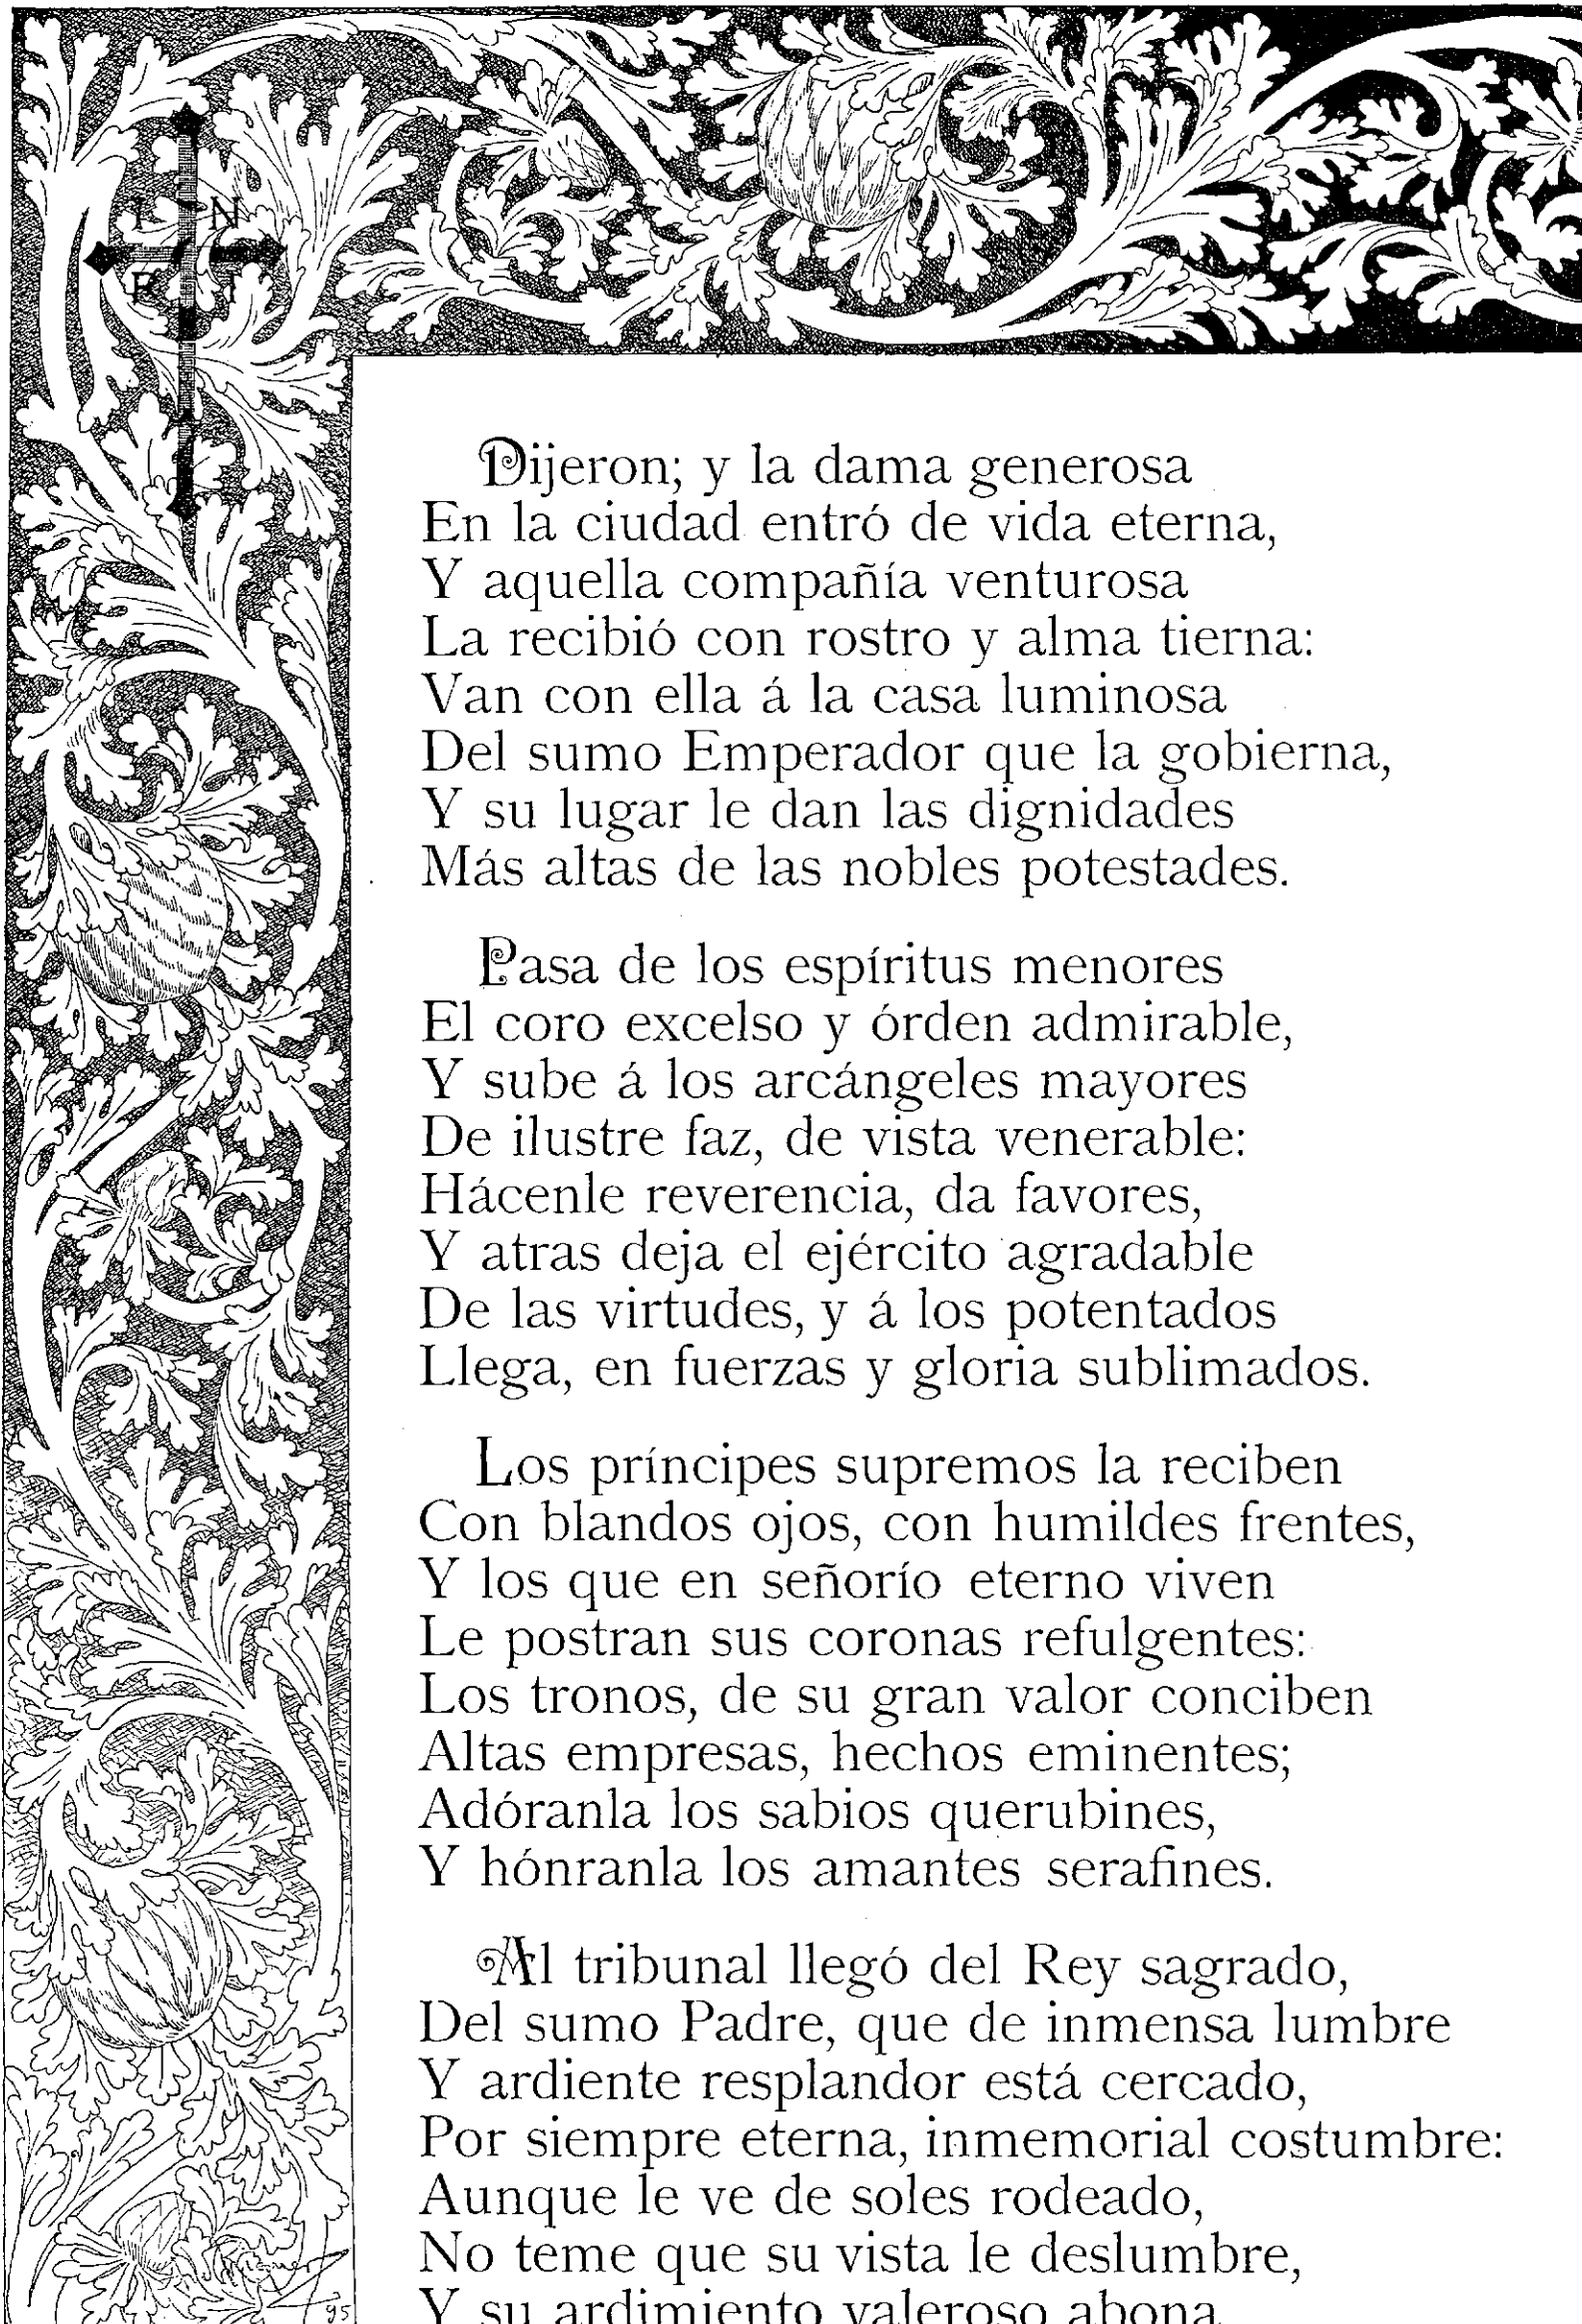 I N
R I
Dijeron; y la dama generosa
En la ciudad entró de vida eterna,
Y aquella compañía venturosa
La recibió con rostro y alma tierna:
Van con ella á la casa luminosa
Del sumo Emperador que la gobierna,
Y su lugar le dan las dignidades
Más altas de las nobles potestades.
Pasa de los espíritus menores
El coro excelso y órden admirable,
Y sube á los arcángeles mayores
De ilustre faz, de vista venerable:
Hácenle reverencia, da favores,
Y atras deja el ejército agradable
De las virtudes, y á los potentados
Llega, en fuerzas y gloria sublimados.
Los príncipes supremos la reciben
Con blandos ojos, con humildes frentes,
Y los que en señorío eterno viven
Le postran sus coronas refulgentes:
Los tronos, de su gran valor conciben
Altas empresas, hechos eminentes;
Adóranla los sabios querubines,
Y hónranla los amantes serafines.
Al tribunal llegó del Rey sagrado,
Del sumo Padre, que de inmensa lumbre
Y ardiente resplandor está cercado,
Por siempre eterna, inmemorial costumbre:
Aunque le ve de soles rodeado,
No teme que su vista le deslumbre,
Y su ardimiento valeroso abona